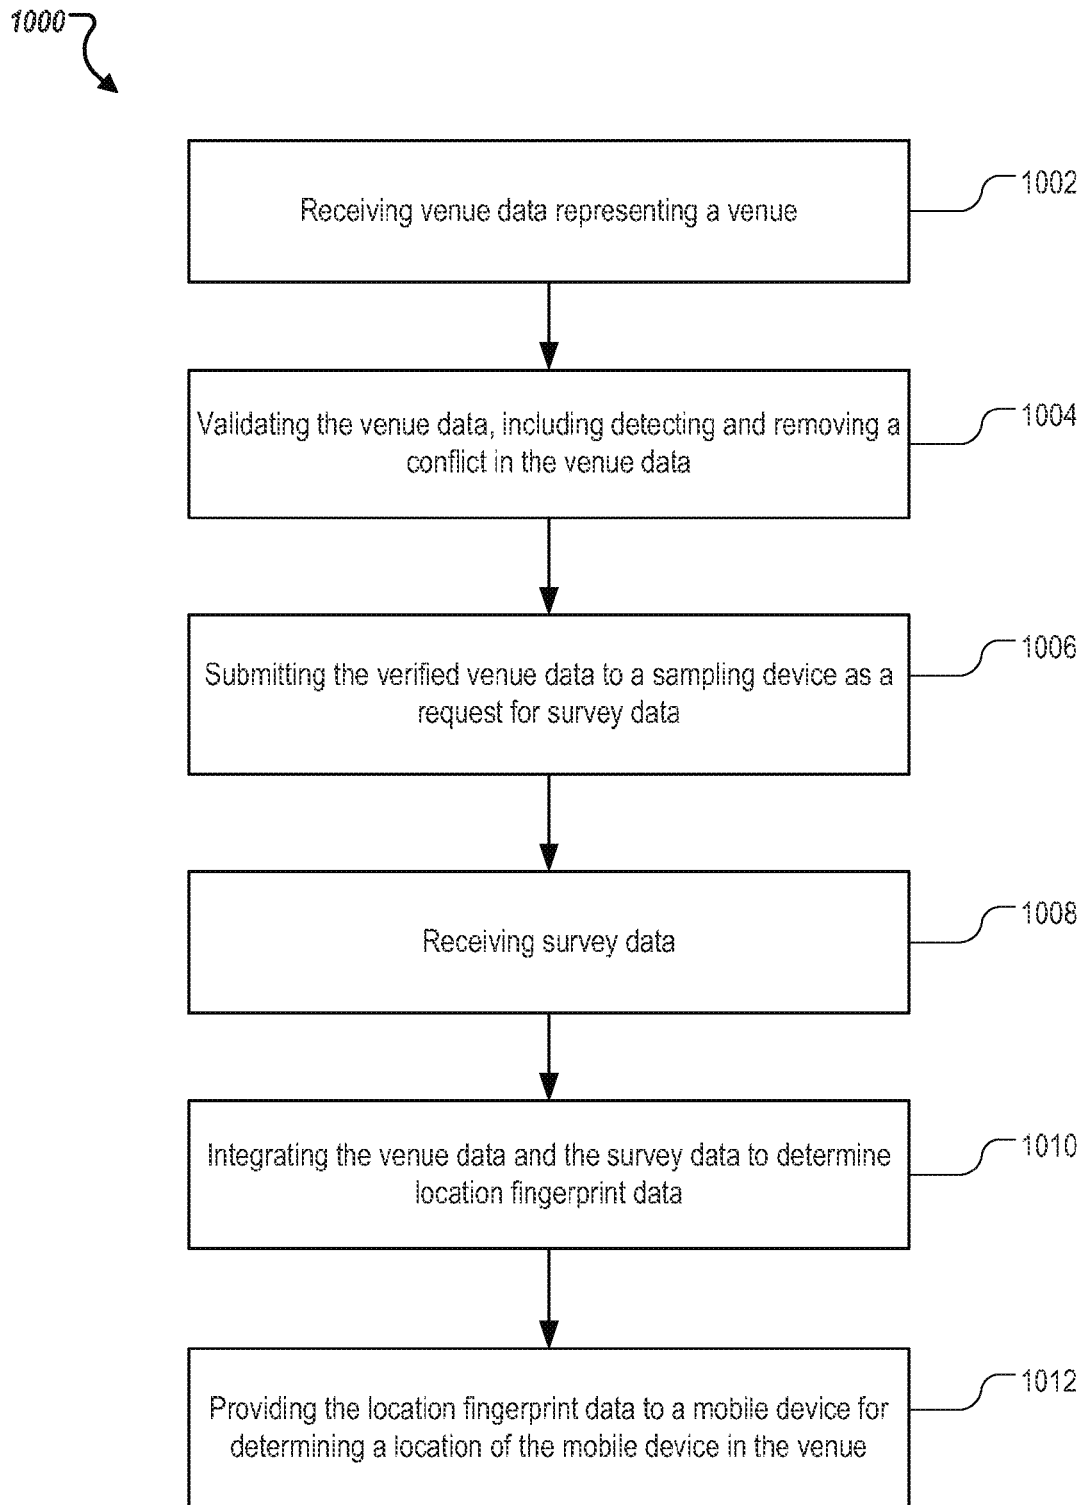 1000
Receiving venue data representing a venue
1002
Validating the venue data, including detecting and removing a
conflict in the venue data
1004
Submitting the verified venue data to a sampling device as a
request for survey data
1006
Receiving survey data
1008
Integrating the venue data and the survey data to determine
location fingerprint data
1010
Providing the location fingerprint data to a mobile device for
determining a location of the mobile device in the venue
1012